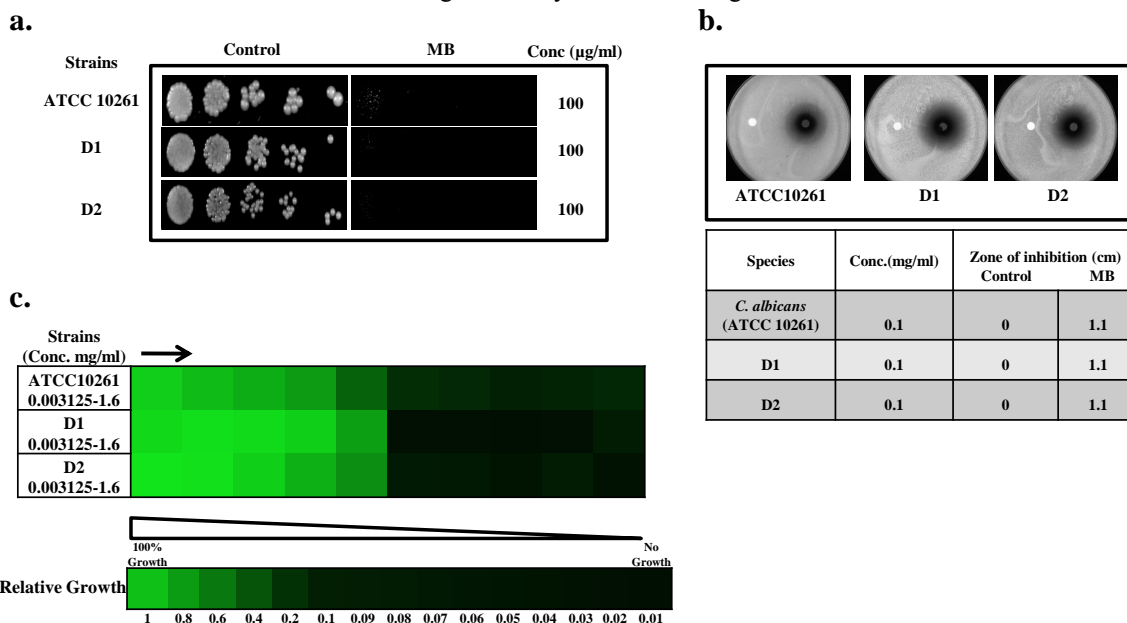 a.
Strains
Control
MB
Conc (µg/ml)
ATCC 10261
100
D1
100
D2
100
b.
ATCC10261
D1
D2
Species
Conc.(mg/ml)
Zone of inhibition (cm)
Control
MB
C. albicans
(ATCC 10261)
0.1
0
1.1
D1
0.1
0
1.1
D2
0.1
0
1.1
c.
Strains
(Conc. mg/ml)
ATCC10261
0.003125-1.6
D1
0.003125-1.6
D2
0.003125-1.6
100%
Growth
No
Growth
Relative Growth
1 0.8 0.6 0.4 0.2 0.1 0.09 0.08 0.07 0.06 0.05 0.04 0.03 0.02 0.01